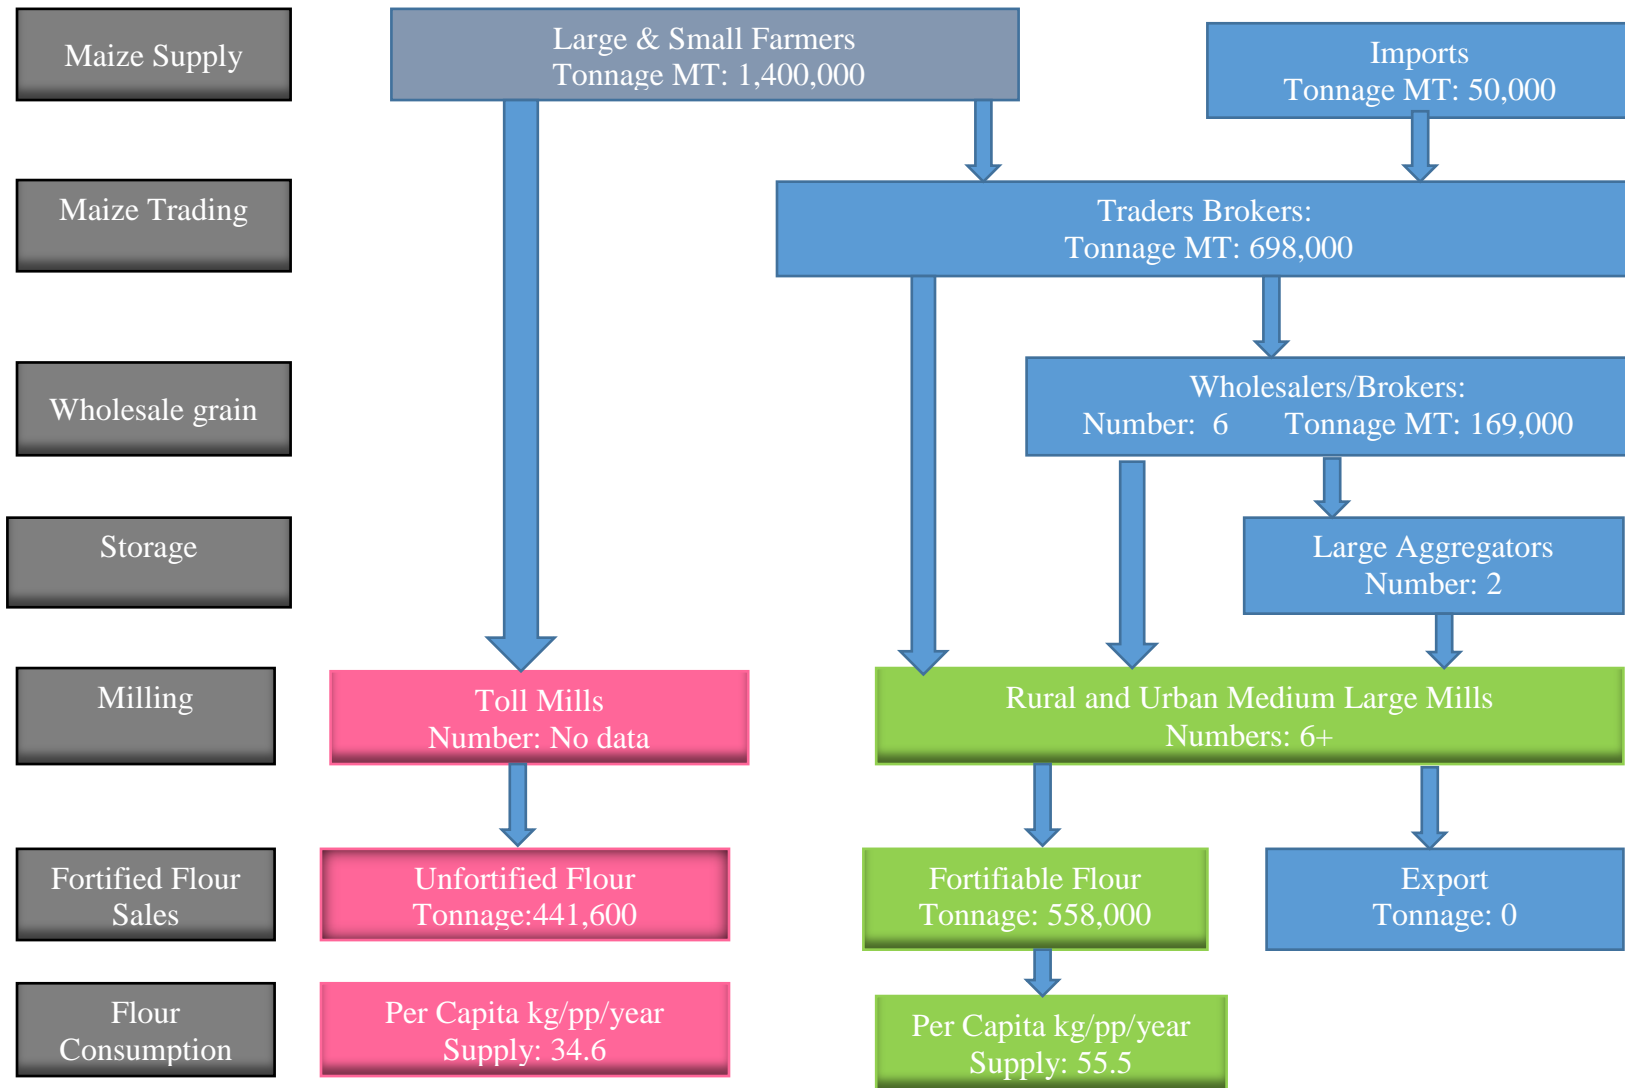 Maize Supply
Large & Small Farmers
Tonnage MT: 1,400,000
Imports
Tonnage MT: 50,000
Maize Trading
Traders Brokers:
Tonnage MT: 698,000
Wholesale grain
Wholesalers/Brokers:
Number: 6 Tonnage MT: 169,000
Storage
Large Aggregators
Number: 2
Milling
Toll Mills
Number: No data
Rural and Urban Medium Large Mills
Numbers: 6+
Fortified Flour
Sales
Unfortified Flour
Tonnage:441,600
Fortifiable Flour
Tonnage: 558,000
Export
Tonnage: 0
Flour
Consumption
Per Capita kg/pp/year
Supply: 34.6
Per Capita kg/pp/year
Supply: 55.5